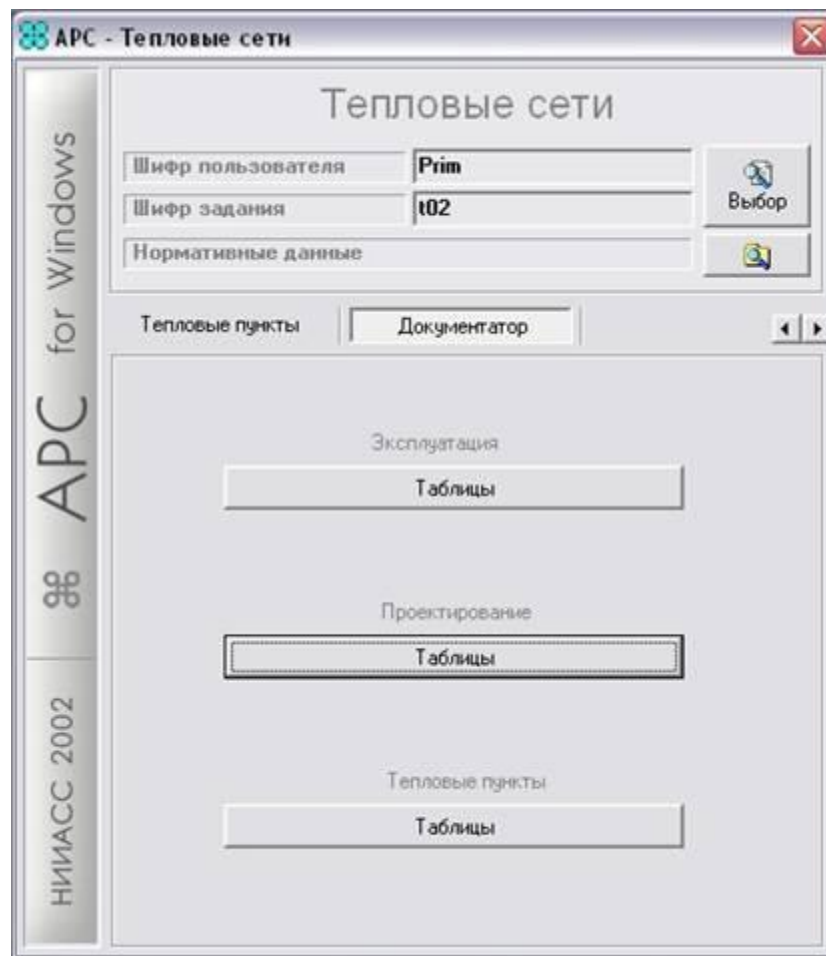 АРС - Тепловые сети
Тепловые сети
Шифр пользователя
Prim
Шифр задания
t02
Выбор
Нормативные данные
Тепловые пункты
Документатор
Эксплуатация
Таблицы
Проектирование
Таблицы
Тепловые пункты
Таблицы
АРС for Windows
НИИАСС 2002